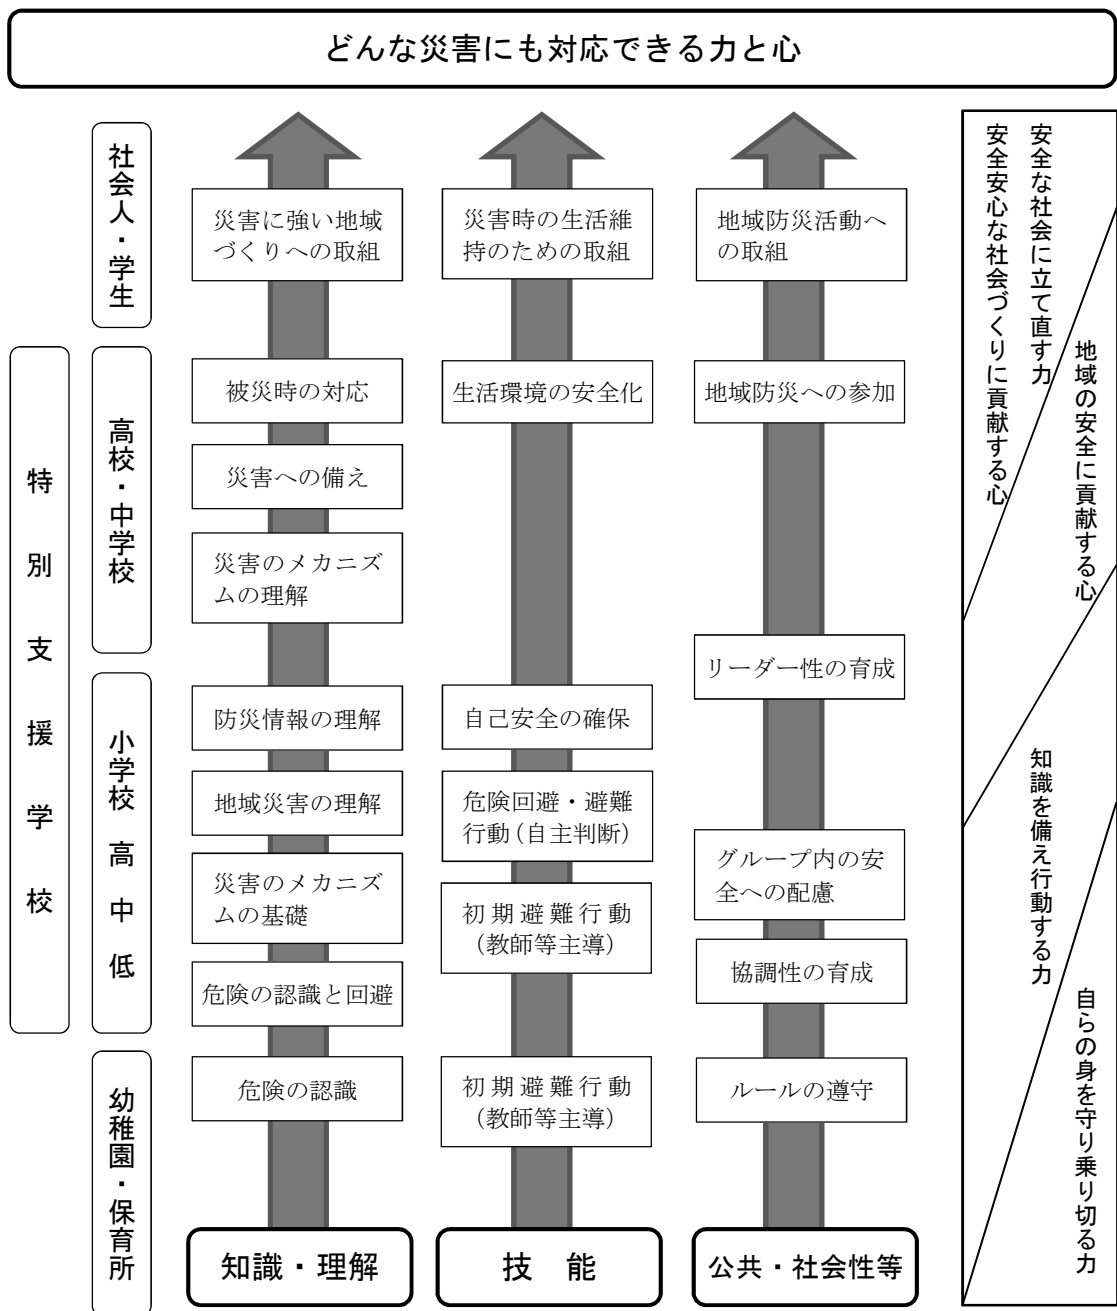 どんな災害にも対応できる力と心
社会人・学生
災害に強い地域
づくりへの取組
災害時の生活維
持のための取組
地域防災活動へ
の取組
特別支援学校
高校・中学校
被災時の対応
生活環境の安全化
地域防災への参加
災害への備え
災害のメカニズ
ムの理解
リーダー性の育成
小学校 高 中 低
防災情報の理解
自己安全の確保
地域災害の理解
危険回避・避難
行動(自主判断)
グループ内の安
全への配慮
災害のメカニズ
ムの基礎
初期避難行動
(教師等主導)
協調性の育成
危険の認識と回避
幼稚園・保育所
危険の認識
初期避難行動
(教師等主導)
ルールの遵守
知識・理解
技 能
公共・社会性等
安全な社会に立て直す力
安全安心な社会づくりに貢献する心
地域の安全に貢献する心
知識を備え行動する力
自らの身を守り乗り切る力